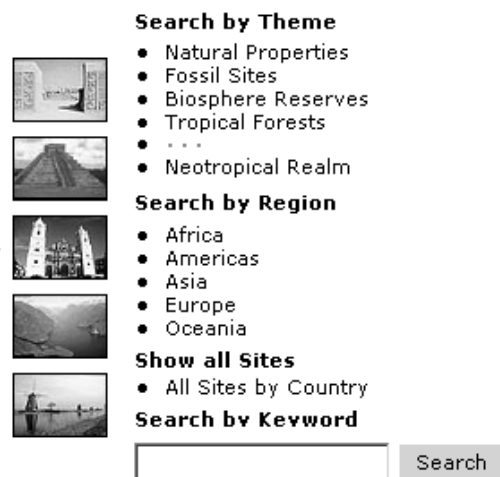 Search by Theme
• Natural Properties
• Fossil Sites
• Biosphere Reserves
• Tropical Forests
• ...
• Neotropical Realm
Search by Region
• Africa
• Americas
• Asia
• Europe
• Oceania
Show all Sites
• All Sites by Country
Search by Keyword
Search